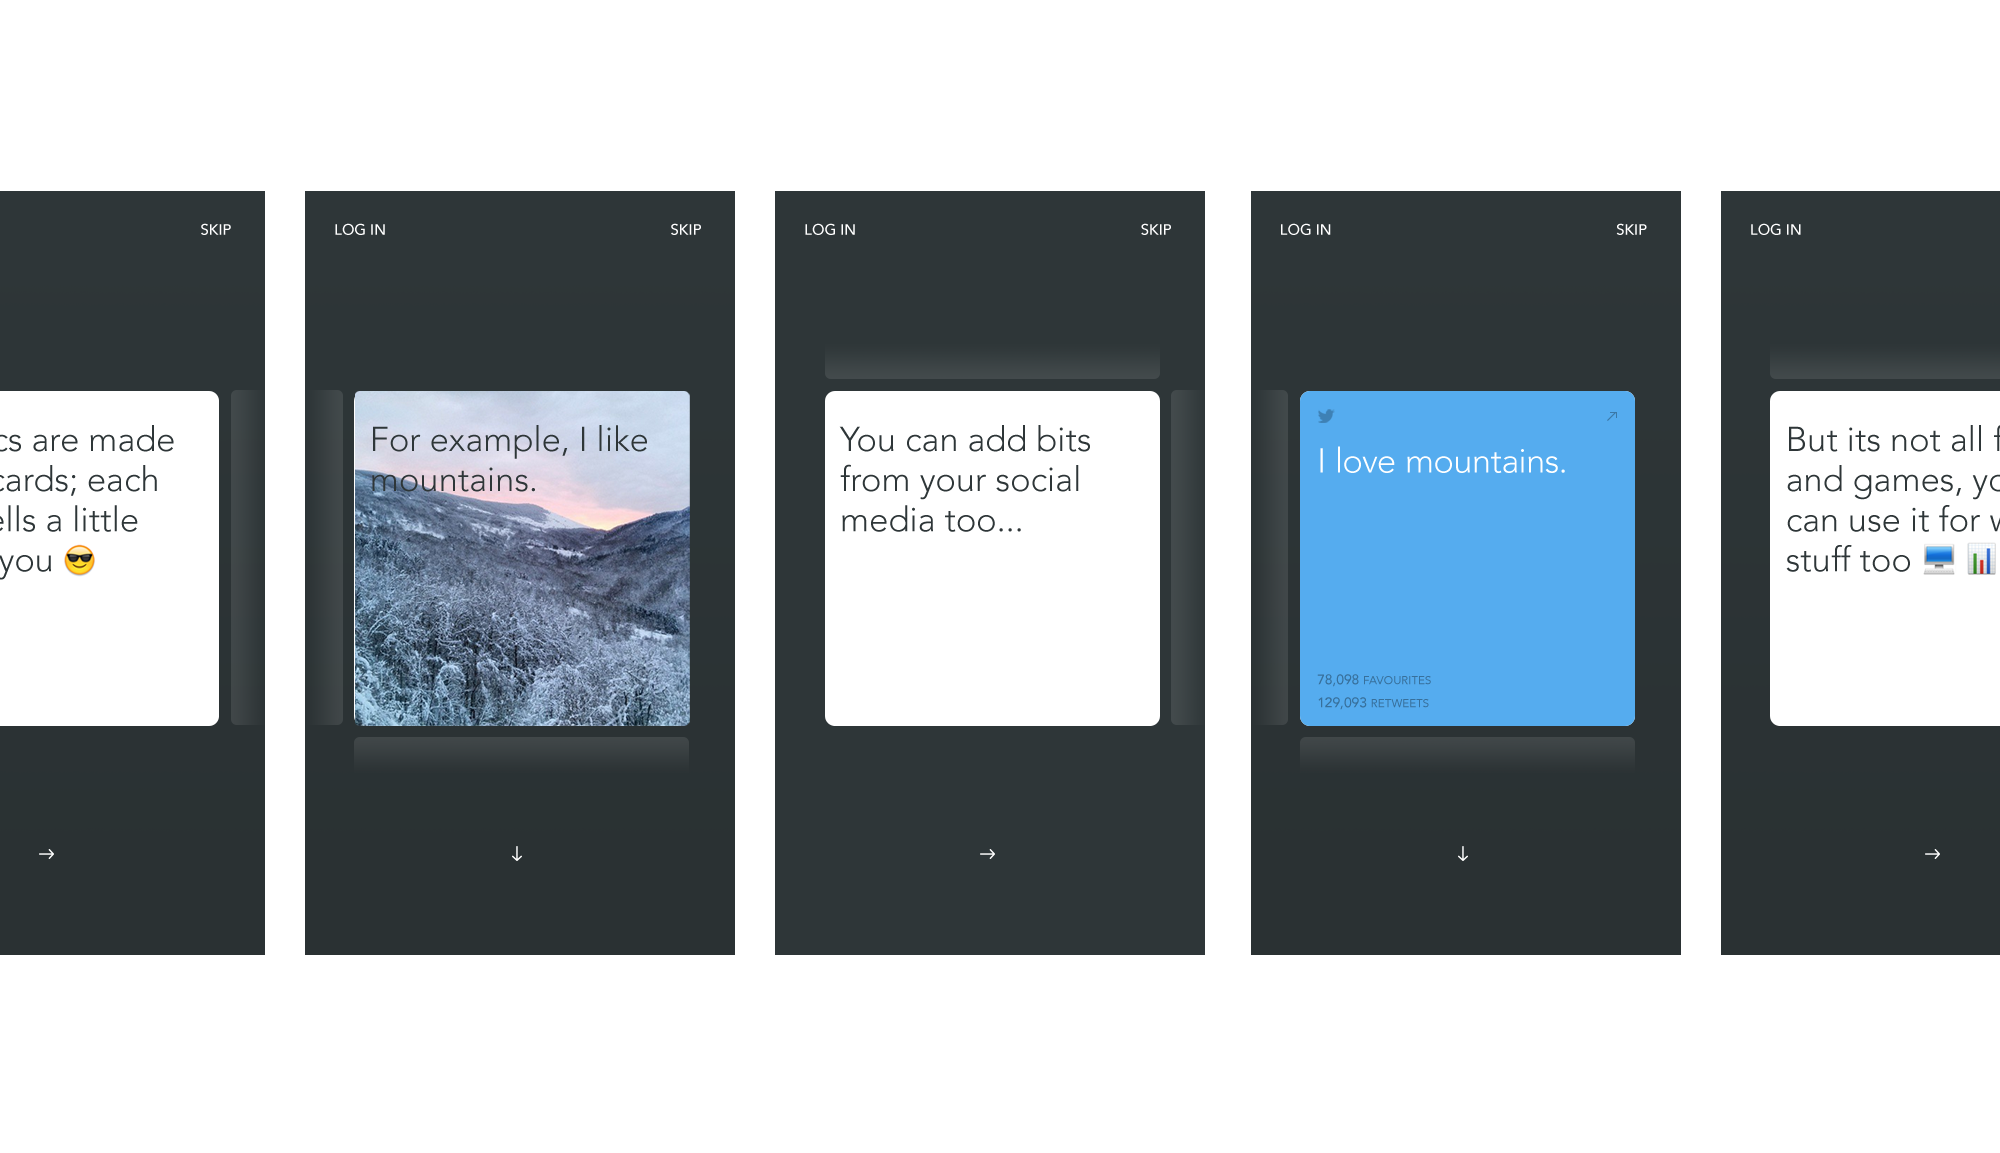 SKIP
cs are made
cards; each
ells a little
you 😎
→
LOG IN
SKIP
For example, I like
mountains.
↓
LOG IN
SKIP
You can add bits
from your social
media too...
→
LOG IN
SKIP
↗
I love mountains.
78,098 FAVOURITES
129,093 RETWEETS
↓
LOG IN
But its not all f
and games, yo
can use it for w
stuff too 🖥 📊
→